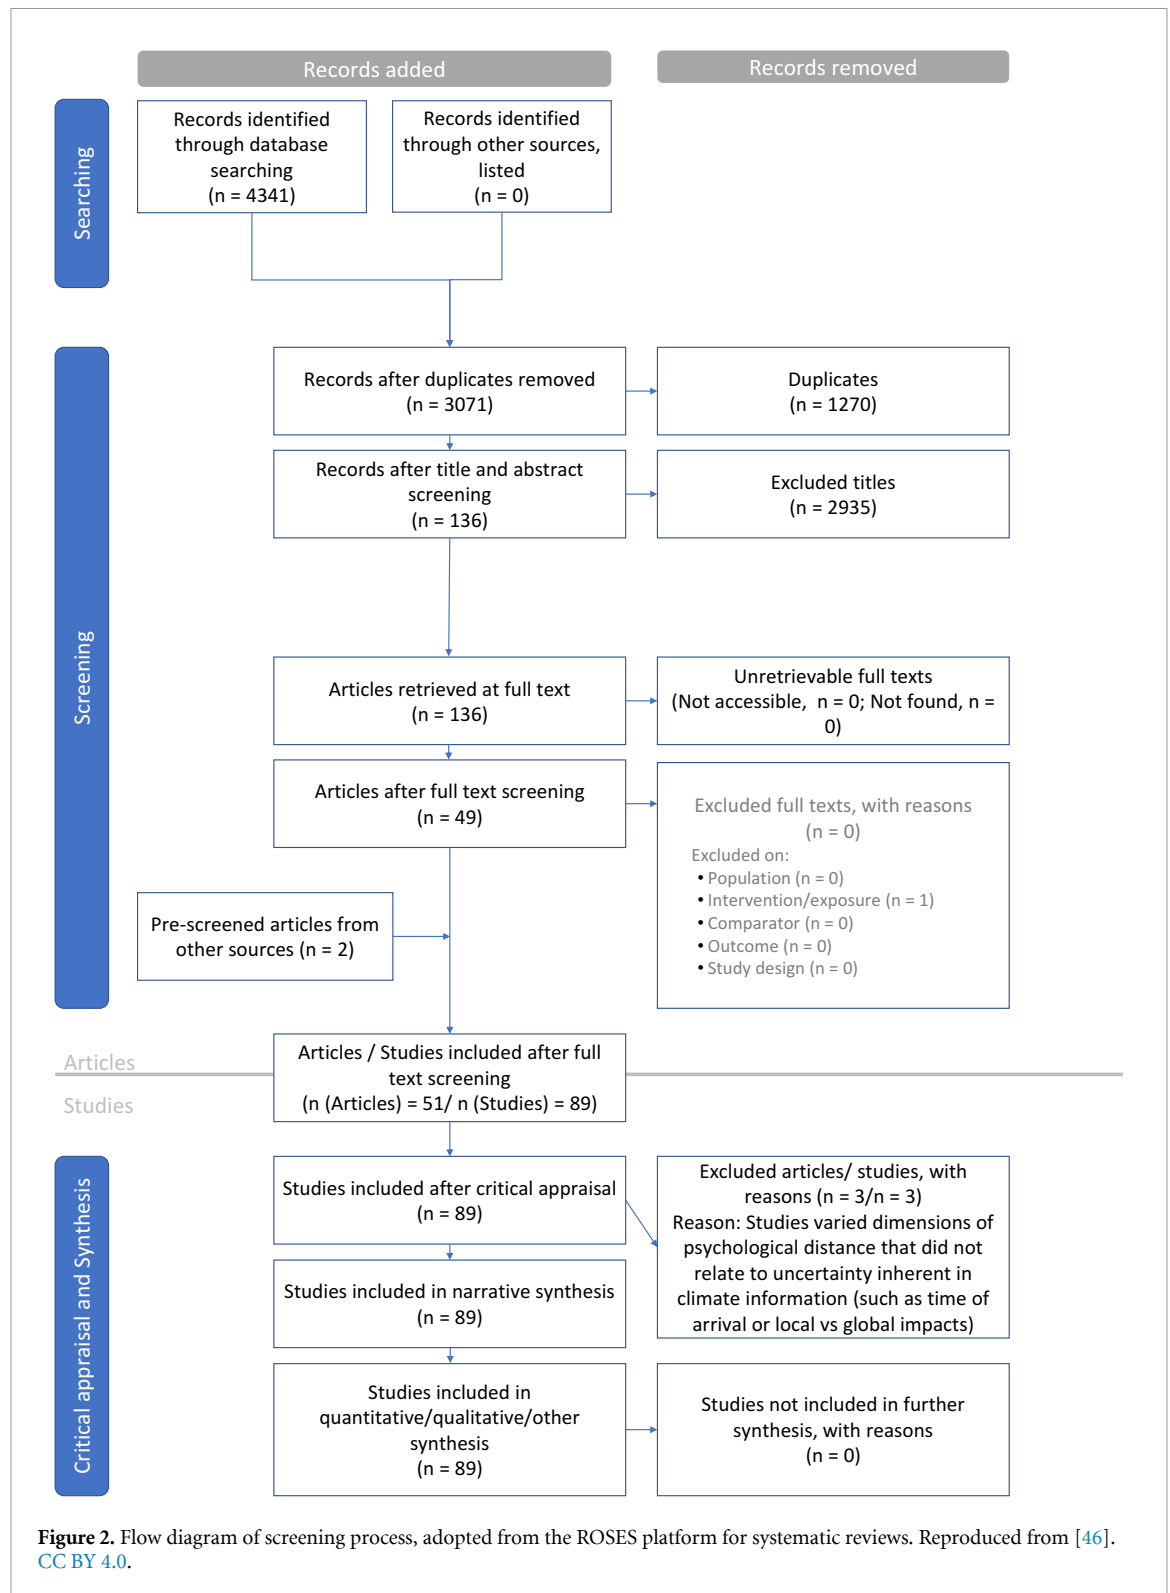 Records added
Records removed
Searching
Records identified
through database
searching
(n = 4341)
Records identified
through other sources,
listed
(n = 0)
Screening
Records after duplicates removed
(n = 3071)
Duplicates
(n = 1270)
Records after title and abstract
screening
(n = 136)
Excluded titles
(n = 2935)
Articles retrieved at full text
(n = 136)
Unretrievable full texts
(Not accessible,  n = 0; Not found, n =
0)
Articles after full text screening
(n = 49)
Excluded full texts, with reasons
(n = 0)
Excluded on:
• Population (n = 0)
• Intervention/exposure (n = 1)
• Comparator (n = 0)
• Outcome (n = 0)
• Study design (n = 0)
Pre-screened articles from
other sources (n = 2)
Articles
Studies
Articles / Studies included after full
text screening
(n (Articles) = 51/ n (Studies) = 89)
Critical appraisal and Synthesis
Studies included after critical appraisal
(n = 89)
Excluded articles/ studies, with
reasons (n = 3/n = 3)
Reason: Studies varied dimensions of
psychological distance that did not
relate to uncertainty inherent in
climate information (such as time of
arrival or local vs global impacts)
Studies included in narrative synthesis
(n = 89)
Studies included in
quantitative/qualitative/other
synthesis
(n = 89)
Studies not included in further
synthesis, with reasons
(n = 0)
Figure 2. Flow diagram of screening process, adopted from the ROSES platform for systematic reviews. Reproduced from [46].
CC BY 4.0.